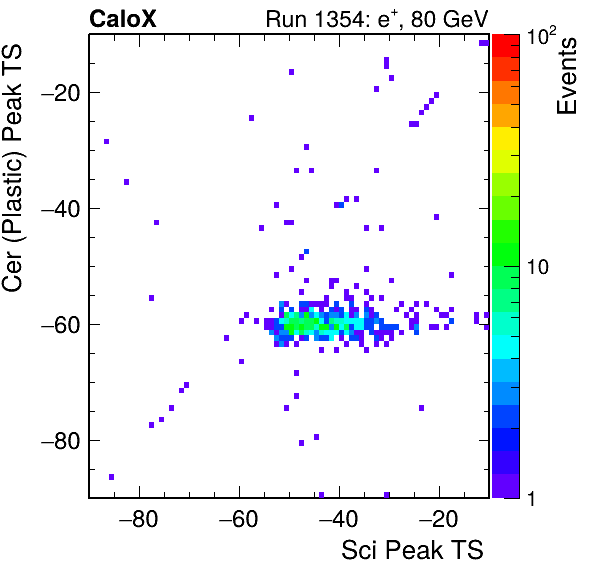 CaloX Run 1354: e⁺, 80 GeV
Cer (Plastic) Peak TS
−20
−40
−60
−80
−80 −60 −40 −20
Sci Peak TS
10²
10
1
Events